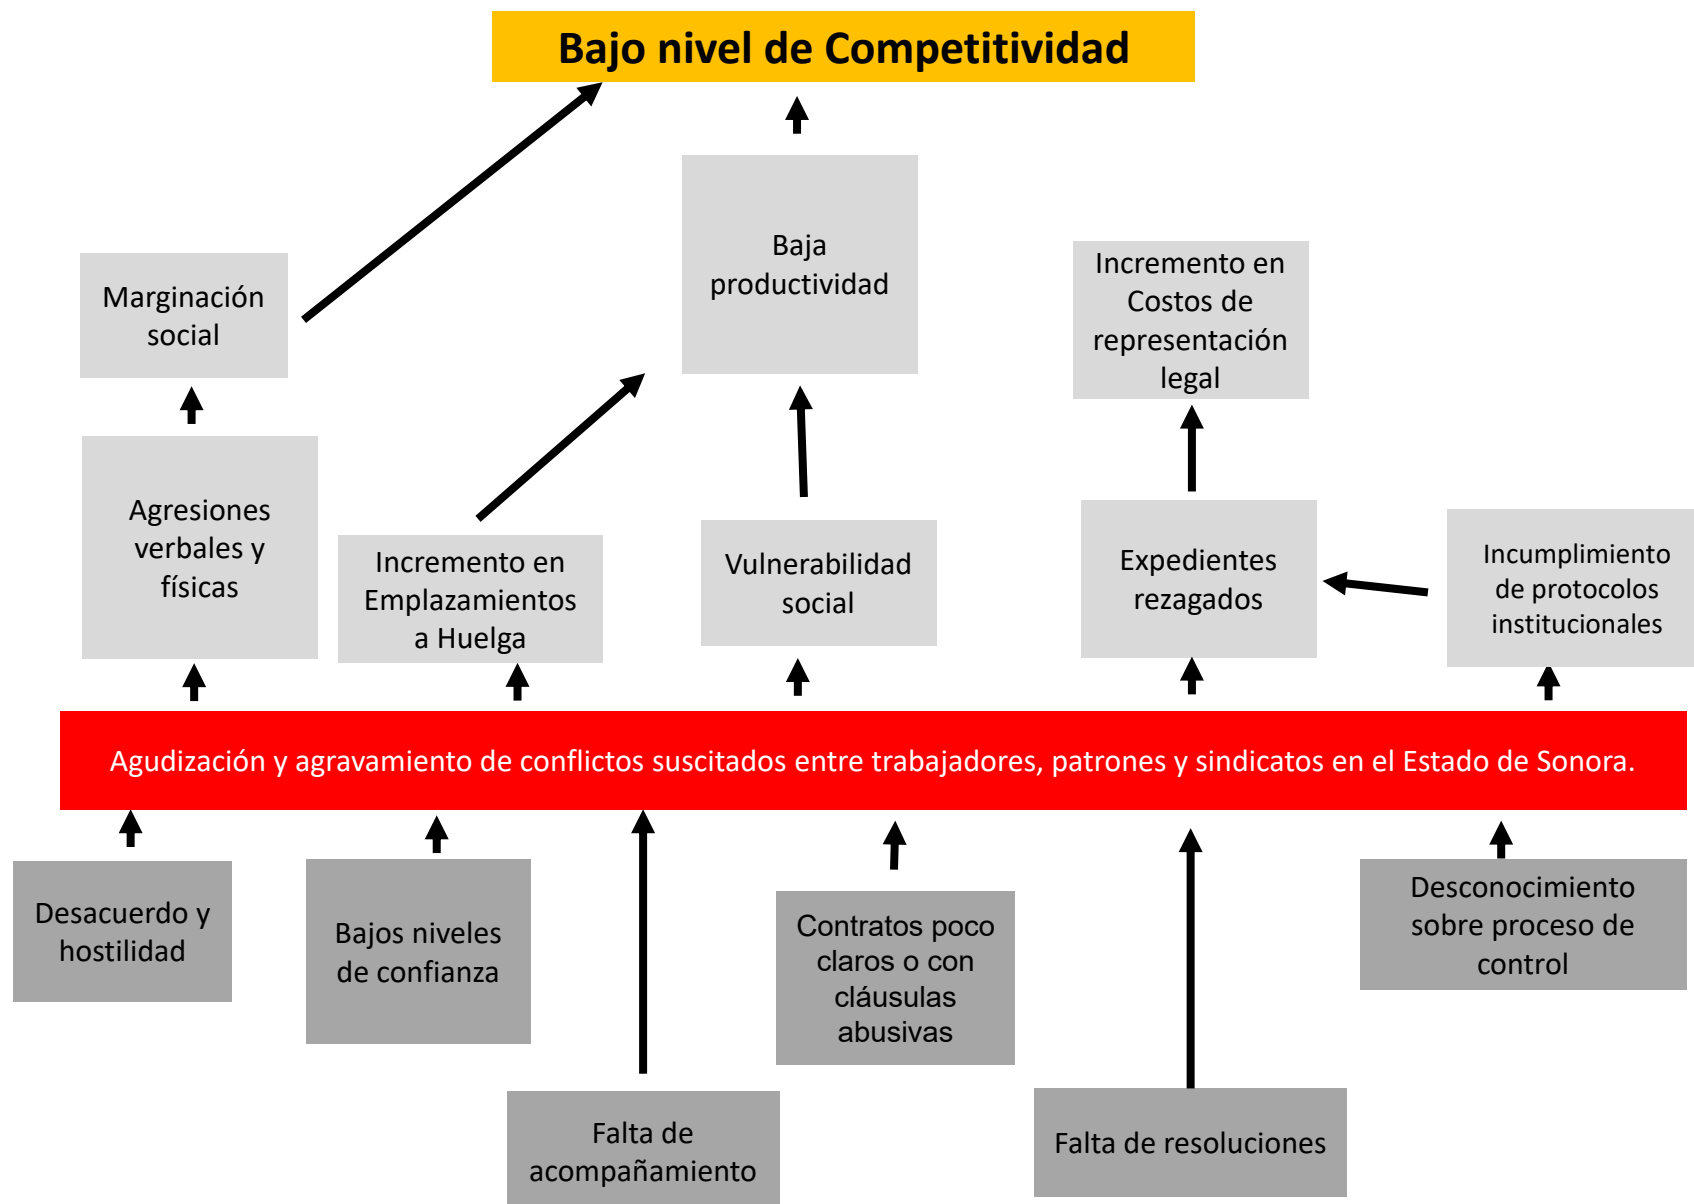 Bajo nivel de Competitividad
Baja
productividad
Marginación
social
Incremento en
Costos de
representación
legal
Agresiones
verbales y
físicas
Incremento en
Emplazamientos
a Huelga
Vulnerabilidad
social
Expedientes
rezagados
Incumplimiento
de protocolos
institucionales
Agudización y agravamiento de conflictos suscitados entre trabajadores, patrones y sindicatos en el Estado de Sonora.
Desacuerdo y
hostilidad
Bajos niveles
de confianza
Contratos poco
claros o con
cláusulas
abusivas
Desconocimiento
sobre proceso de
control
Falta de
acompañamiento
Falta de resoluciones